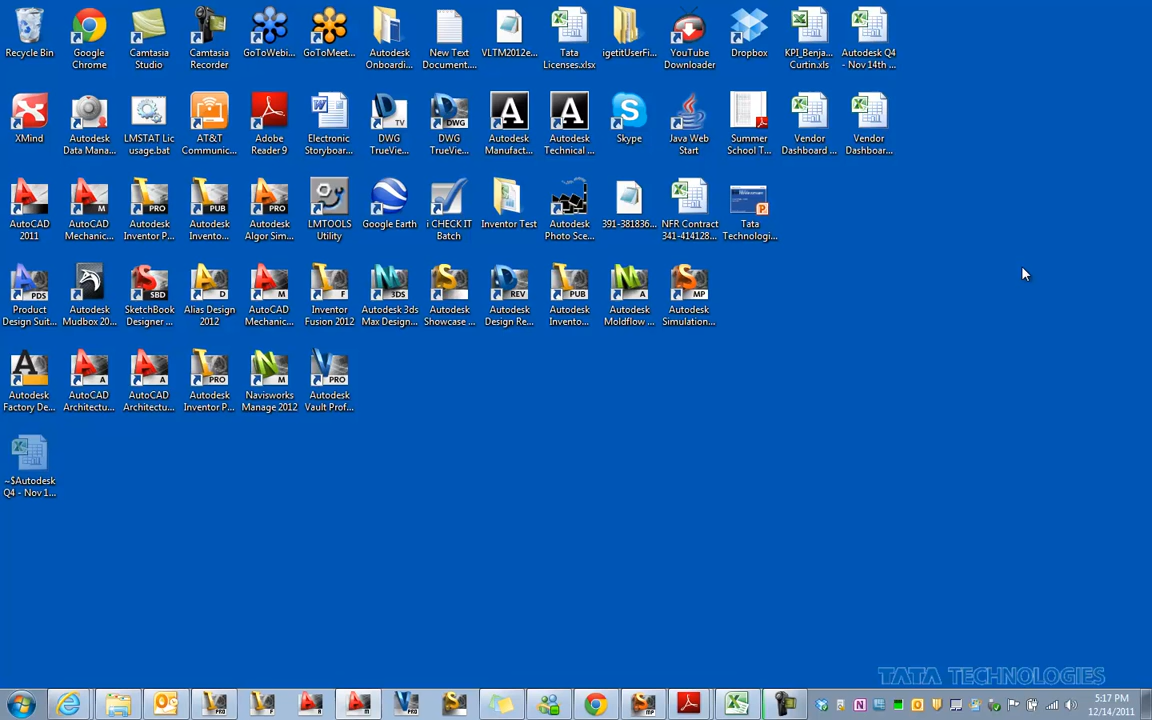 Recycle Bin
Google Chrome
Camtasia Studio
Camtasia Recorder
GoToWebi...
GoToMeet...
Autodesk Onboardi...
New Text Document....
VLTM2012e...
Tata Licenses.xlsx
igetitUserFi...
YouTube Downloader
Dropbox
KPI_Benja... Curtin.xls
Autodesk Q4 - Nov 14th ...
XMind
Autodesk Data Mana...
LMSTAT Lic usage.bat
AT&T Communic...
Adobe Reader 9
Electronic Storyboar...
DWG TrueVie...
DWG TrueVie...
Autodesk Manufact...
Autodesk Technical ...
Skype
Java Web Start
Summer School T...
Vendor Dashboard ...
Vendor Dashboar...
AutoCAD 2011
AutoCAD Mechanic...
Autodesk Inventor P...
Autodesk Invento...
Autodesk Algor Sim...
LMTOOLS Utility
Google Earth
i CHECK IT Batch
Inventor Test
Autodesk Photo Sce...
391-381836...
NFR Contract 341-414128...
Tata Technologi...
Product Design Suit...
Autodesk Mudbox 20...
SketchBook Designer ...
Alias Design 2012
AutoCAD Mechanic...
Inventor Fusion 2012
Autodesk 3ds Max Design...
Autodesk Showcase ...
Autodesk Design Re...
Autodesk Invento...
Autodesk Moldflow ...
Autodesk Simulation...
Autodesk Factory De...
AutoCAD Architectu...
AutoCAD Architectu...
Autodesk Inventor P...
Navisworks Manage 2012
Autodesk Vault Prof...
~$Autodesk Q4 - Nov 1...
TATA TECHNOLOGIES
5:17 PM
12/14/2011